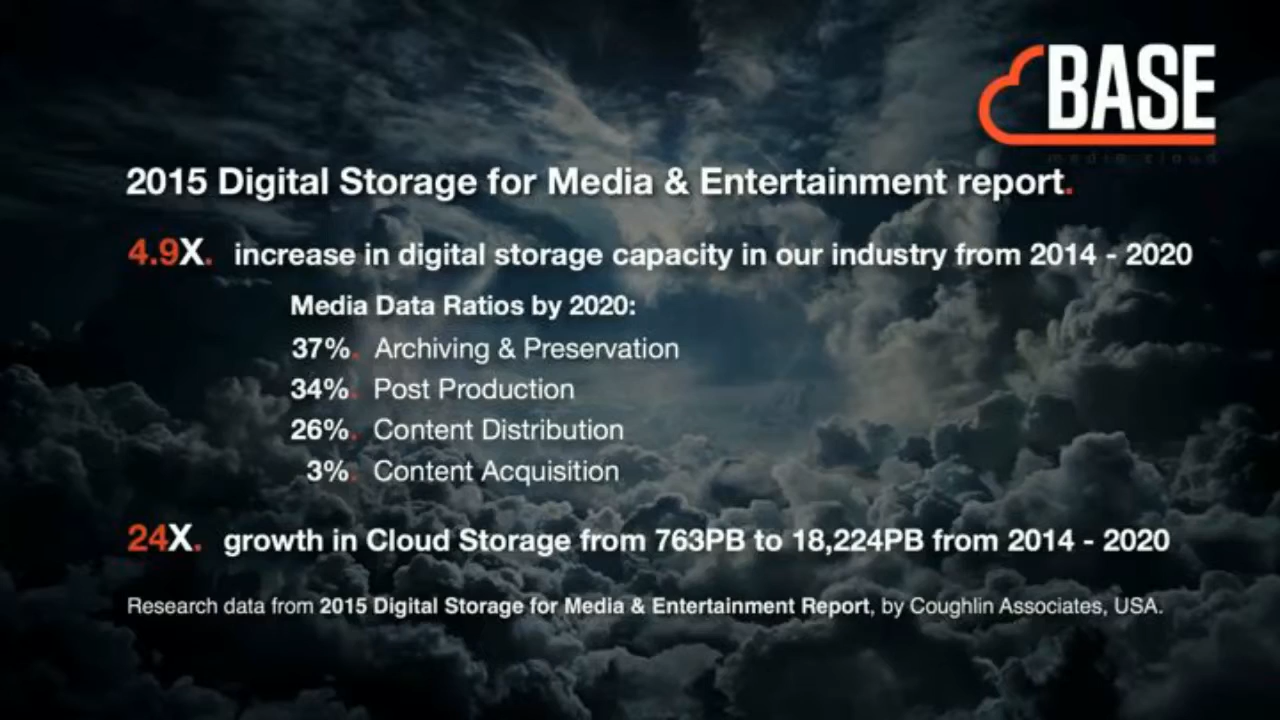 BASE
media cloud
2015 Digital Storage for Media & Entertainment report.
4.9X. increase in digital storage capacity in our industry from 2014 - 2020
Media Data Ratios by 2020:
37%. Archiving & Preservation
34%. Post Production
26%. Content Distribution
3%. Content Acquisition
24X. growth in Cloud Storage from 763PB to 18,224PB from 2014 - 2020
Research data from 2015 Digital Storage for Media & Entertainment Report, by Coughlin Associates, USA.